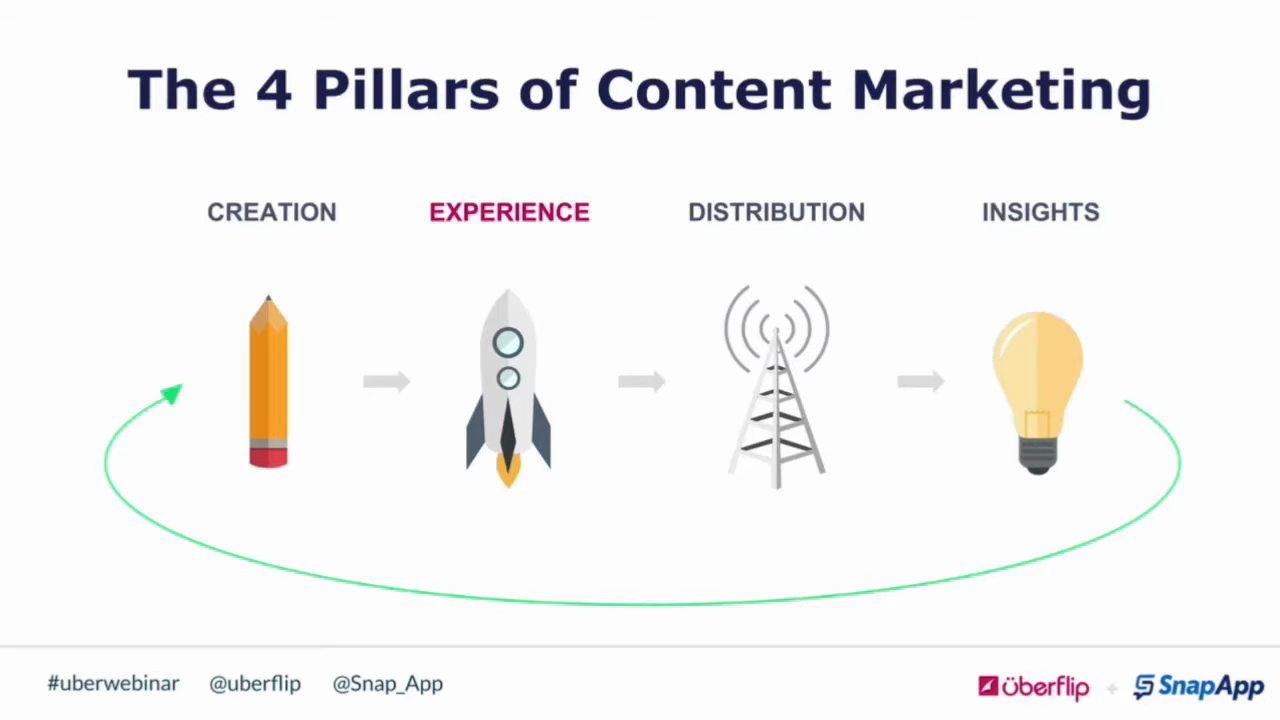 The 4 Pillars of Content Marketing
CREATION EXPERIENCE DISTRIBUTION INSIGHTS
#uberwebinar @uberflip @Snap_App überflip + SnapApp